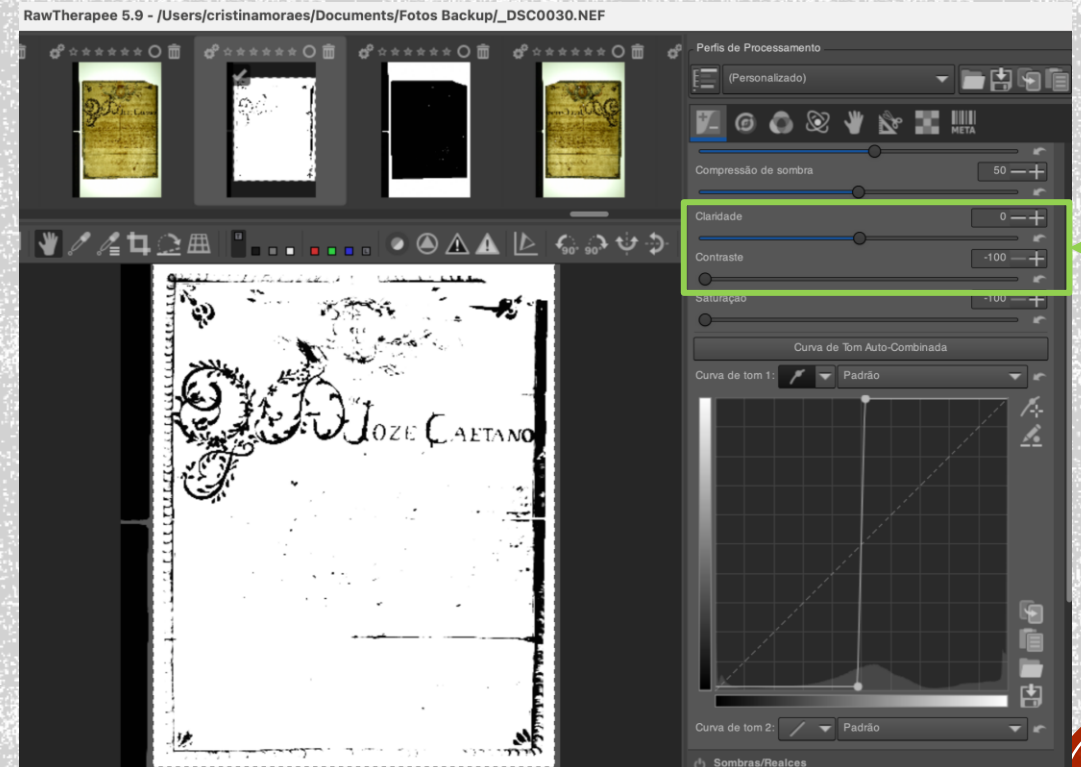 RawTherapee 5.9 - /Users/cristinamoraes/Documents/Fotos Backup/_DSC0030.NEF
Perfis de Processamento
(Personalizado)
META
Compressão de sombra 50
Claridade 0
Contraste -100
Saturação -100
Curva de Tom Auto-Combinada
Curva de tom 1: Padrão
90° 90°
JOZE CAETANO
Curva de tom 2: Padrão
Sombras/Realces